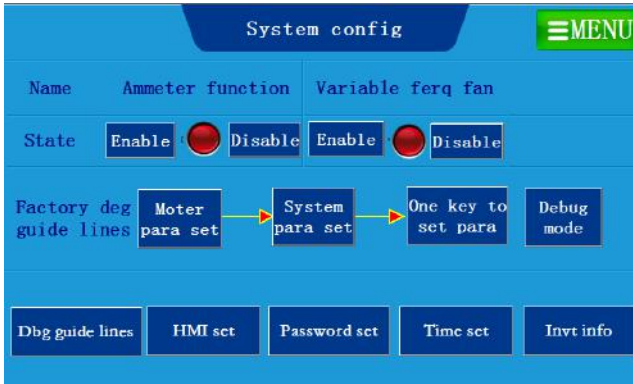 System config
≡MENU
Name Ammeter function Variable ferq fan
State Enable Disable Enable Disable
Factory deg guide lines
Moter para set
System para set
One key to set para
Debug mode
Dbg guide lines HMI set Password set Time set Invt info